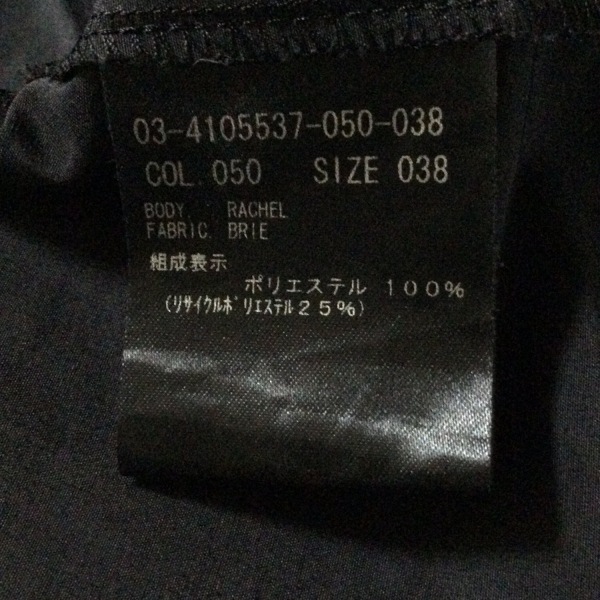 03-4105537-050-038
COL. 050 SIZE 038
BODY. RACHEL
FABRIC. BRIE
組成表示
ポリエステル 100%
(リサイクルポリエステル25%)